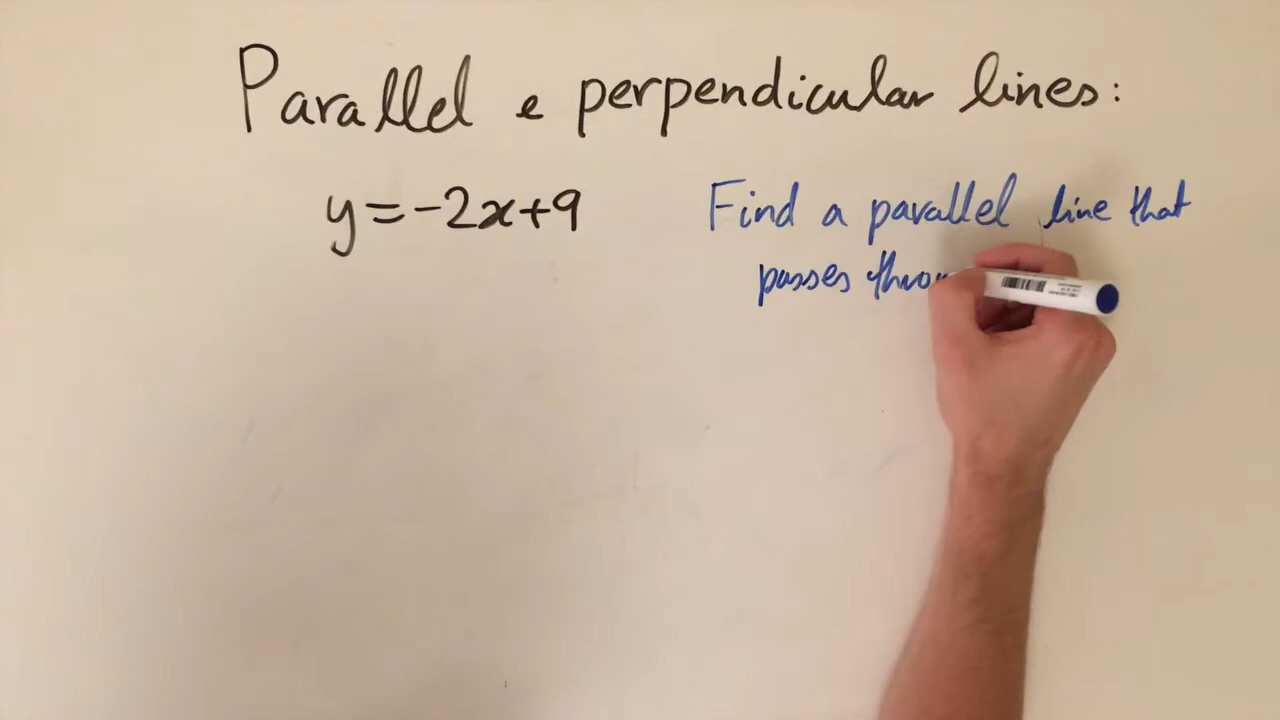 Parallel e perpendicular lines:
y=-2x+9
Find a parallel line that
passes